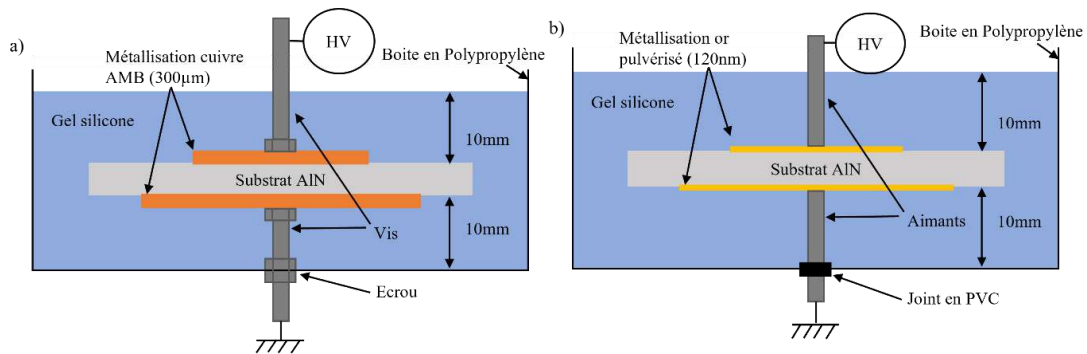 a)
HV
Métallisation cuivre
AMB (300µm)
Boite en Polypropylène
Gel silicone
10mm
Substrat AlN
Vis
10mm
Ecrou
b)
HV
Métallisation or
pulvérisé (120nm)
Boite en Polypropylène
Gel silicone
10mm
Substrat AlN
Aimants
10mm
Joint en PVC